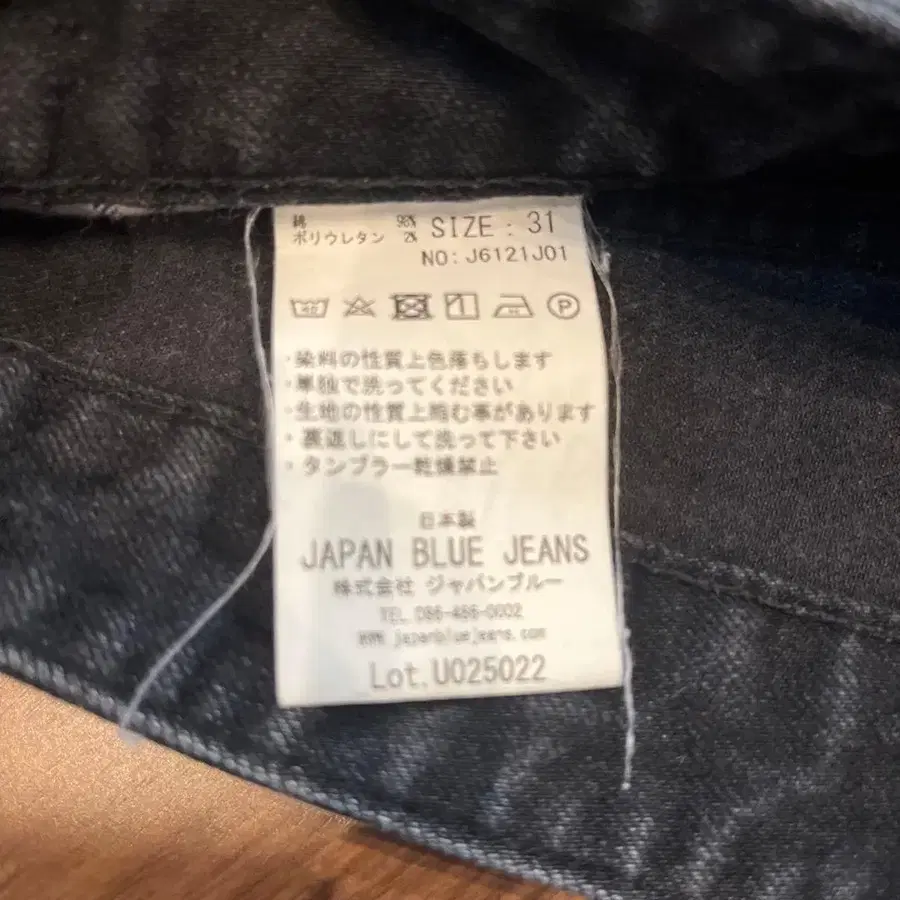 綿 98% SIZE : 31
ポリウレタン 2%
NO:J6121J01
40 P
・染料の性質上色落ちします
・単独で洗ってください
・生地の性質上縮む事があります
・裏返しにして洗って下さい
・タンブラー乾燥禁止
日本製
JAPAN BLUE JEANS
株式会社 ジャパンブルー
TEL.086-486-0002
www.japanbluejeans.com
Lot.U025022